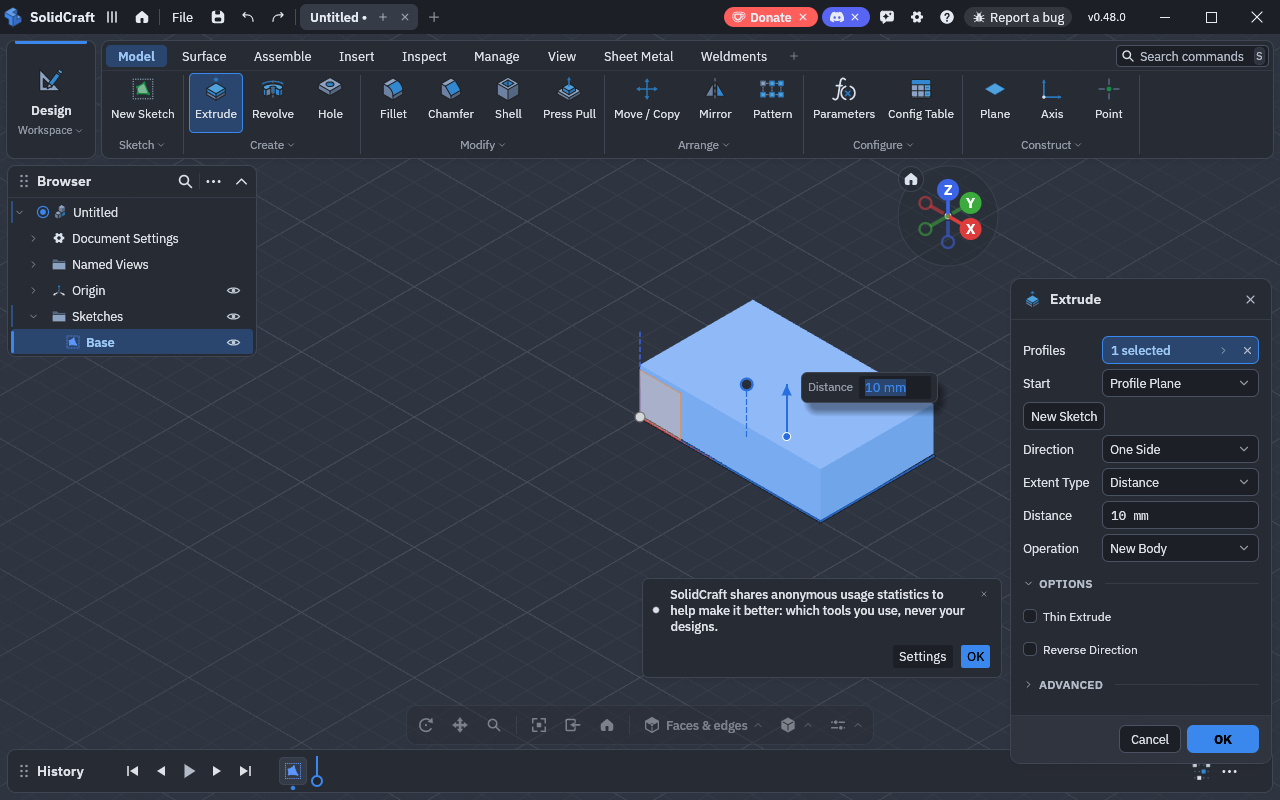 SolidCraft
File
Untitled •
Donate
Report a bug
v0.48.0
Design
Workspace
Model
Surface
Assemble
Insert
Inspect
Manage
View
Sheet Metal
Weldments
Search commands
S
New Sketch
Extrude
Revolve
Hole
Fillet
Chamfer
Shell
Press Pull
Move / Copy
Mirror
Pattern
Parameters
Config Table
Plane
Axis
Point
Sketch
Create
Modify
Arrange
Configure
Construct
Browser
Untitled
Document Settings
Named Views
Origin
Sketches
Base
Z
Y
X
Distance
10 mm
Extrude
Profiles
1 selected
Start
Profile Plane
New Sketch
Direction
One Side
Extent Type
Distance
Distance
10 mm
Operation
New Body
OPTIONS
Thin Extrude
Reverse Direction
ADVANCED
Cancel
OK
SolidCraft shares anonymous usage statistics to
help make it better: which tools you use, never your
designs.
Settings
OK
Faces & edges
History